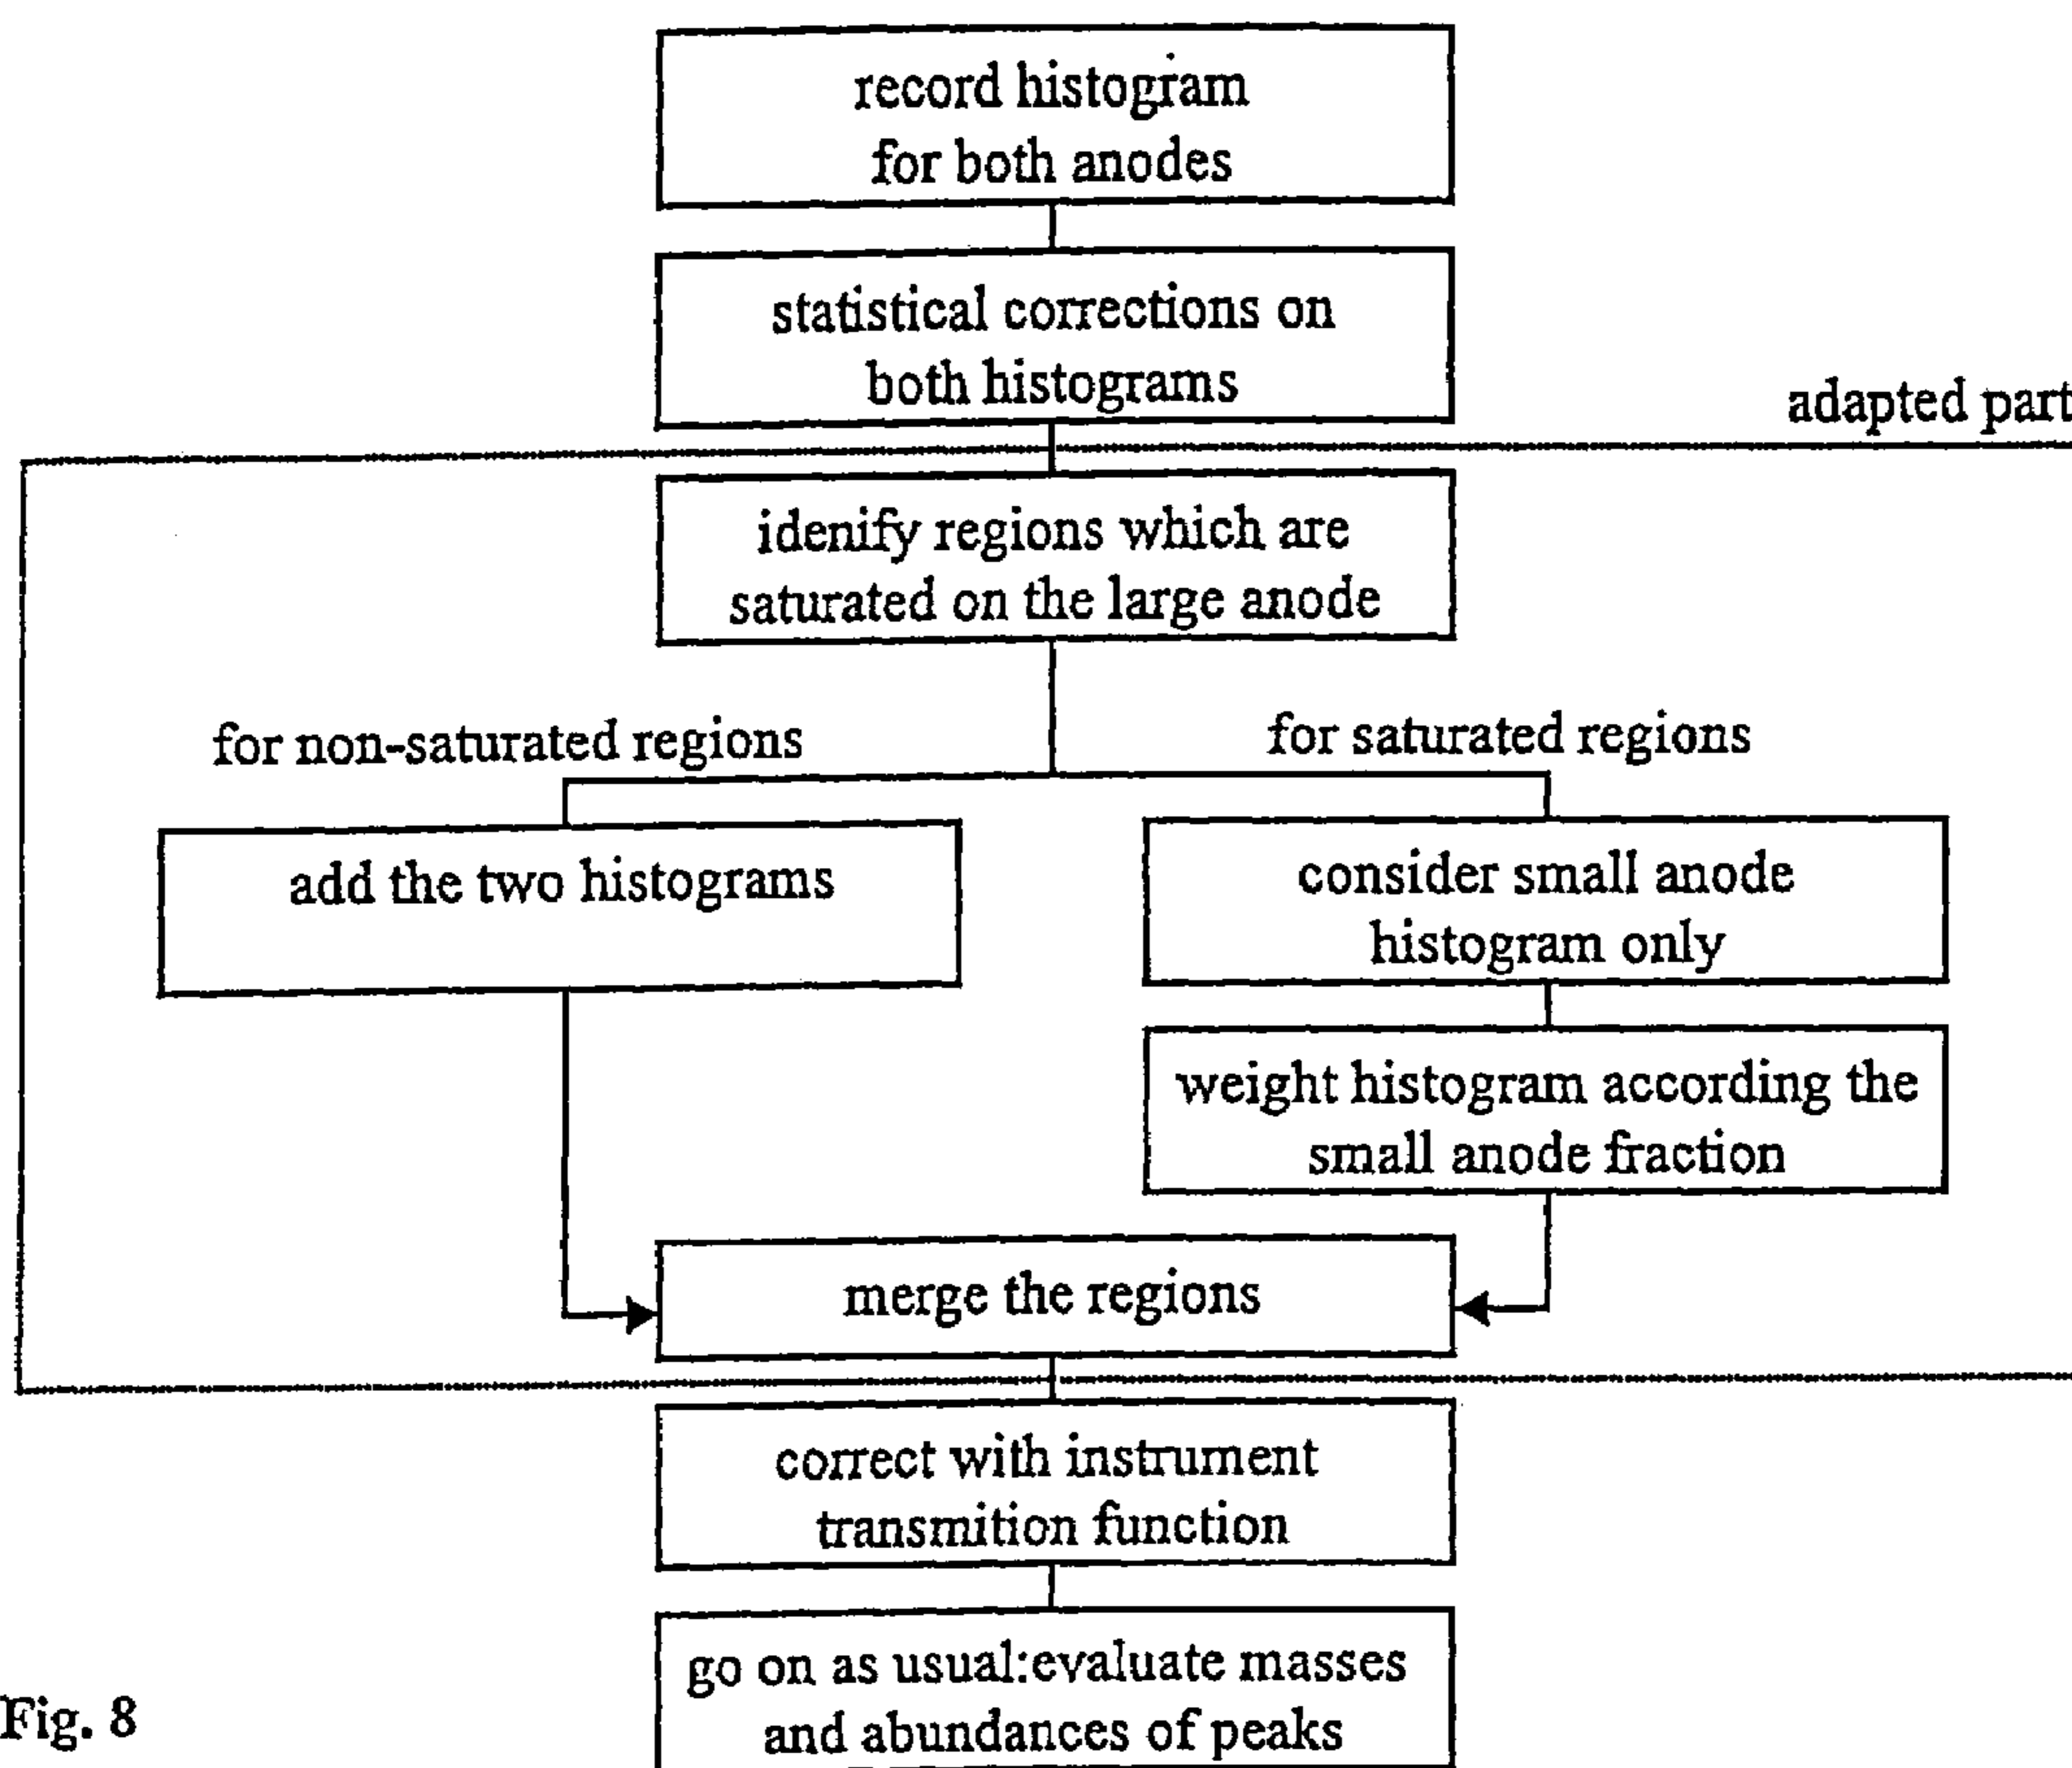 record histogram
for both anodes
statistical corrections on
both histograms
adapted part
idenify regions which are
saturated on the large anode
for non-saturated regions
for saturated regions
add the two histograms
consider small anode
histogram only
weight histogram according the
small anode fraction
merge the regions
correct with instrument
transmition function
go on as usual:evaluate masses
and abundances of peaks
Fig. 8